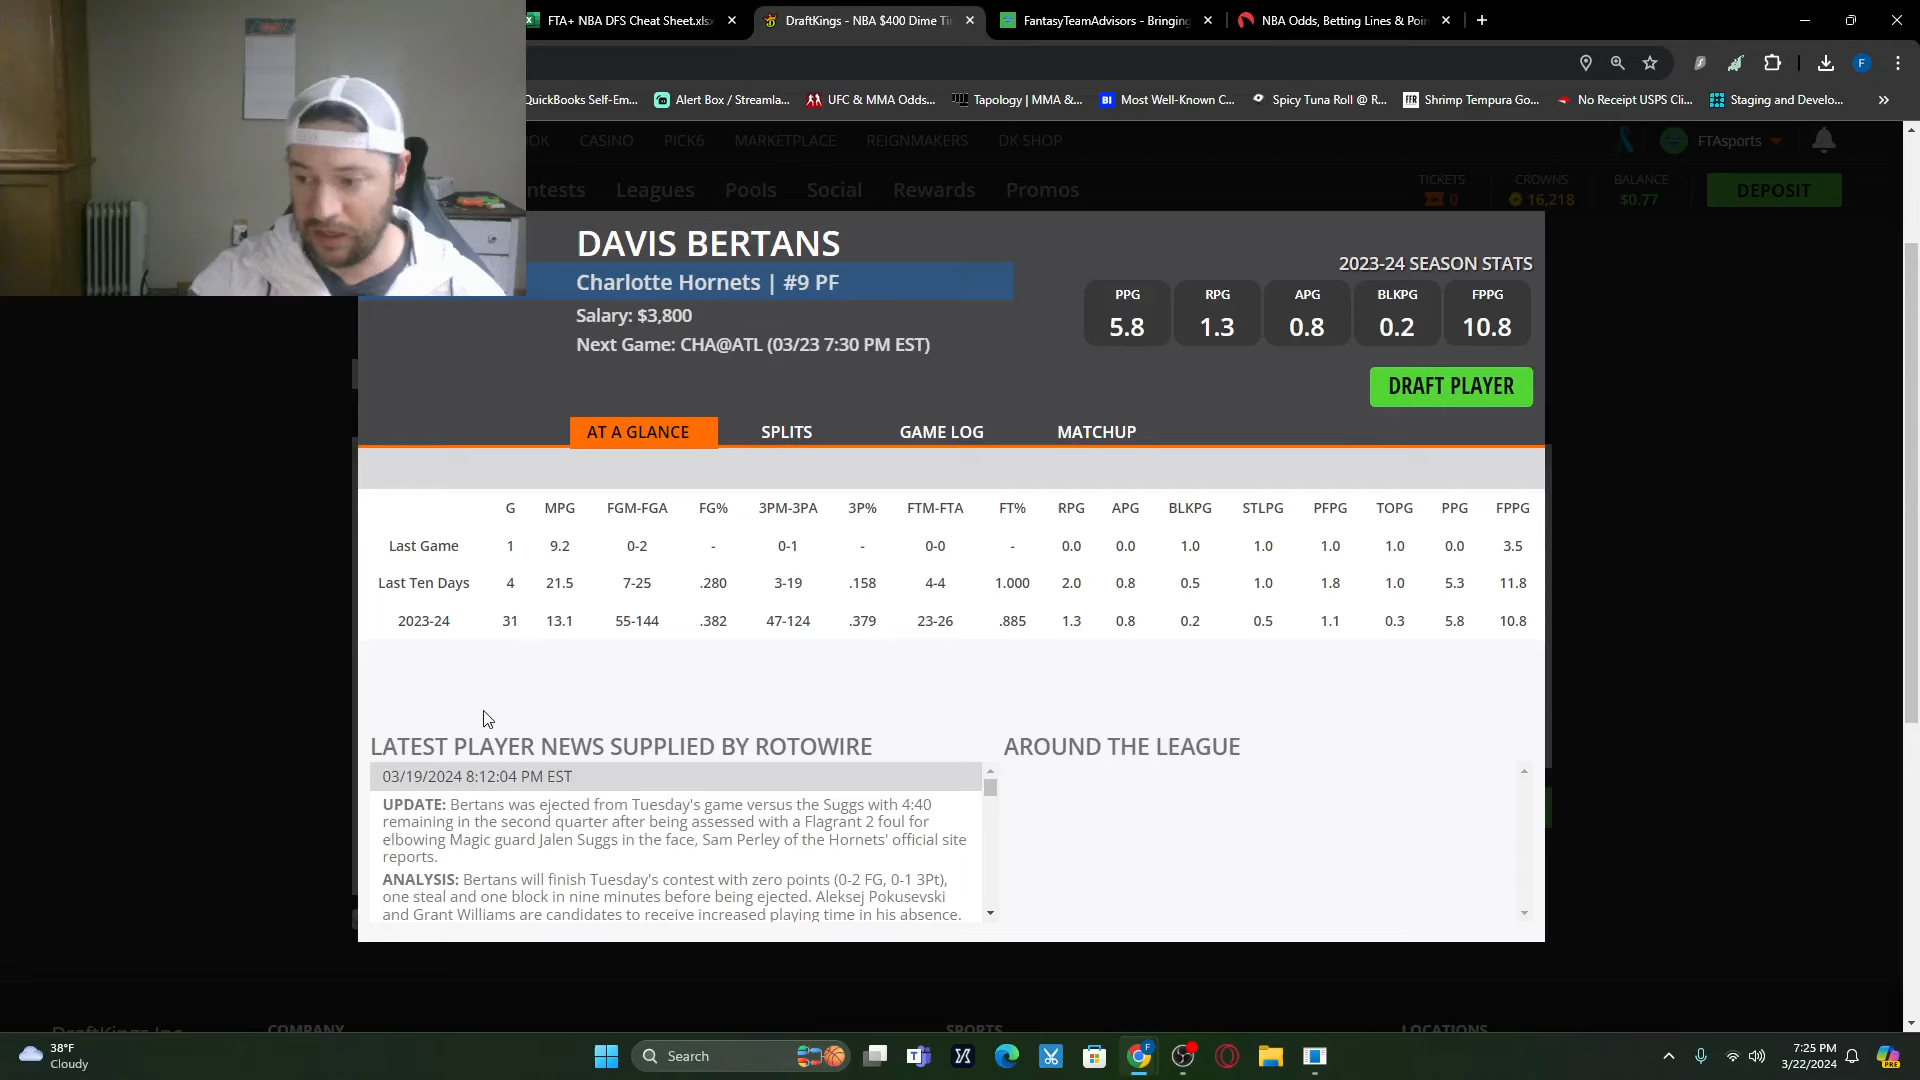 FTA+ NBA DFS Cheat Sheet.xls
DraftKings - NBA $400 Dime Ti
FantasyTeamAdvisors - Bringing
NBA Odds, Betting Lines & Poin
QuickBooks Self-Em...
Alert Box / Streamla...
UFC & MMA Odds...
Tapology | MMA &...
BI Most Well-Known C...
Spicy Tuna Roll @ R...
FFR Shrimp Tempura Go...
No Receipt USPS Cli...
Staging and Develo...
OK CASINO PICK6 MARKETPLACE REIGNMAKERS DK SHOP
FTAsports
ntests Leagues Pools Social Rewards Promos
TICKETS CROWNS BALANCE
0 16,218 $0.77
DEPOSIT
DAVIS BERTANS
Charlotte Hornets | #9 PF
Salary: $3,800
Next Game: CHA@ATL (03/23 7:30 PM EST)
2023-24 SEASON STATS
PPG RPG APG BLKPG FPPG
5.8 1.3 0.8 0.2 10.8
DRAFT PLAYER
AT A GLANCE SPLITS GAME LOG MATCHUP
G MPG FGM-FGA FG% 3PM-3PA 3P% FTM-FTA FT% RPG APG BLKPG STLPG PFPG TOPG PPG FPPG
Last Game 1 9.2 0-2 - 0-1 - 0-0 - 0.0 0.0 1.0 1.0 1.0 1.0 0.0 3.5
Last Ten Days 4 21.5 7-25 .280 3-19 .158 4-4 1.000 2.0 0.8 0.5 1.0 1.8 1.0 5.3 11.8
2023-24 31 13.1 55-144 .382 47-124 .379 23-26 .885 1.3 0.8 0.2 0.5 1.1 0.3 5.8 10.8
LATEST PLAYER NEWS SUPPLIED BY ROTOWIRE
03/19/2024 8:12:04 PM EST
UPDATE: Bertans was ejected from Tuesday's game versus the Suggs with 4:40
remaining in the second quarter after being assessed with a Flagrant 2 foul for
elbowing Magic guard Jalen Suggs in the face, Sam Perley of the Hornets' official site
reports.
ANALYSIS: Bertans will finish Tuesday's contest with zero points (0-2 FG, 0-1 3Pt),
one steal and one block in nine minutes before being ejected. Aleksej Pokusevski
and Grant Williams are candidates to receive increased playing time in his absence.
AROUND THE LEAGUE
DraftKings Inc. COMPANY SPORTS LOCATIONS
38°F
Cloudy
Search
7:25 PM
3/22/2024